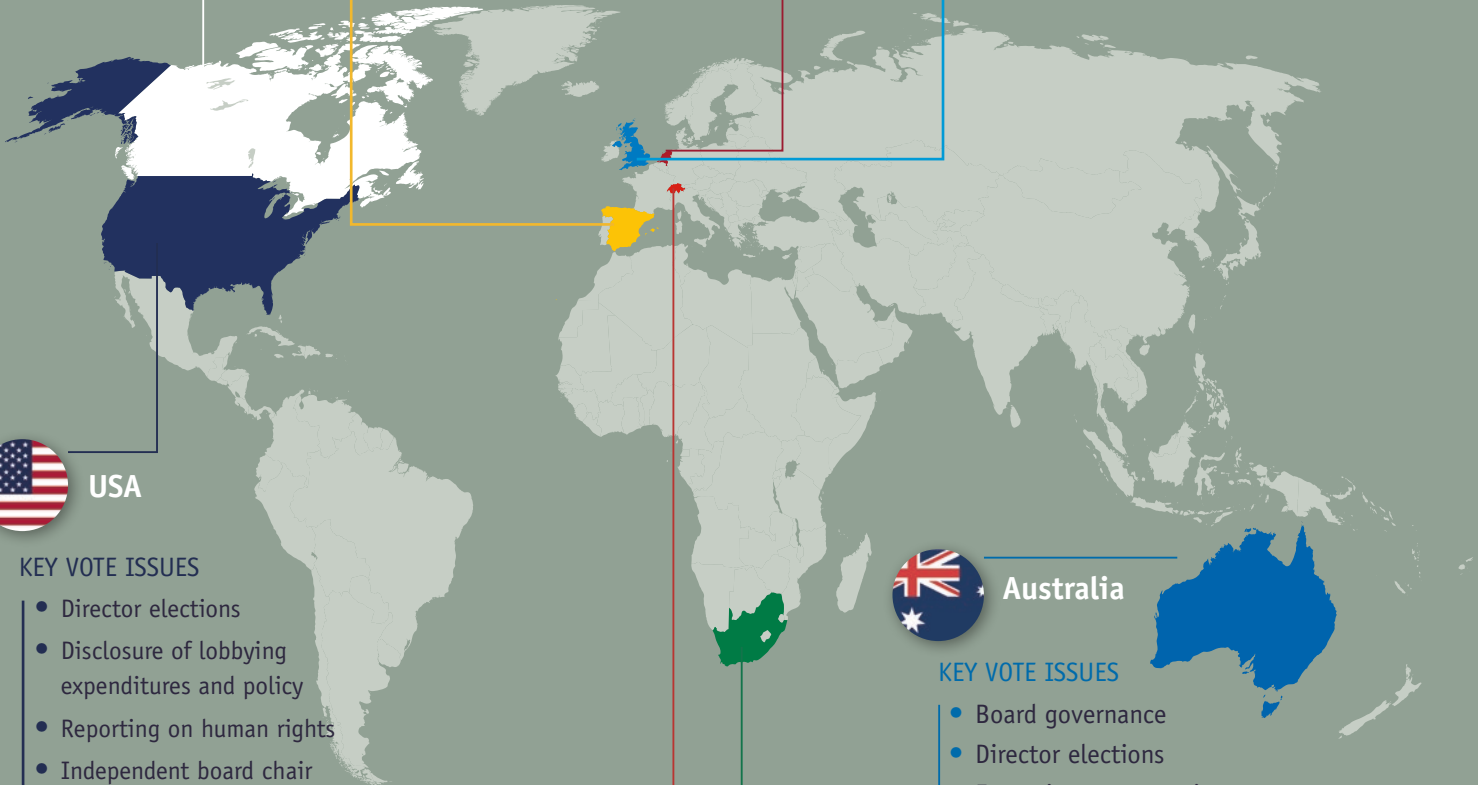 USA
KEY VOTE ISSUES
• Director elections
• Disclosure of lobbying
expenditures and policy
• Reporting on human rights
• Independent board chair
Australia
KEY VOTE ISSUES
• Board governance
• Director elections